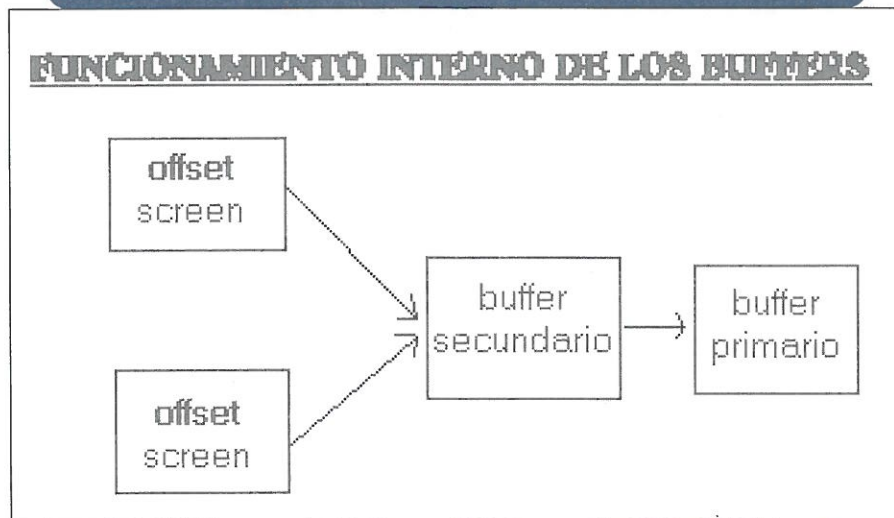 FUNCIONAMIENTO INTERNO DE LOS BUFFERS
offset
screen
buffer
secundario
buffer
primario
offset
screen